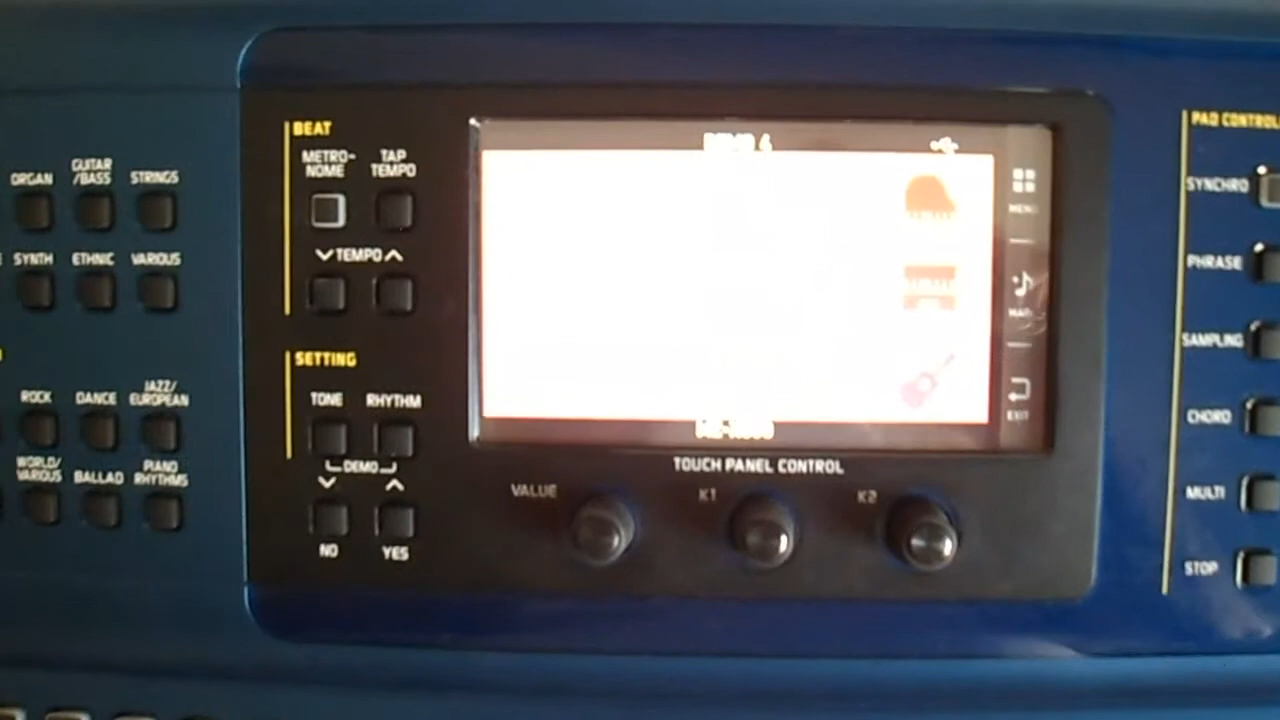 ORGAN
GUITAR
/BASS
STRINGS
SYNTH
ETHNIC
VARIOUS
ROCK
DANCE
JAZZ/
EUROPEAN
WORLD/
VARIOUS
BALLAD
PIANO
RHYTHMS
BEAT
METRO-
NOME
TAP
TEMPO
TEMPO
SETTING
TONE
RHYTHM
DEMO
NO
YES
MENU
EXIT
TOUCH PANEL CONTROL
VALUE
K1
K2
PAD CONTROL
SYNCHRO
PHRASE
SAMPLING
CHORD
MULTI
STOP